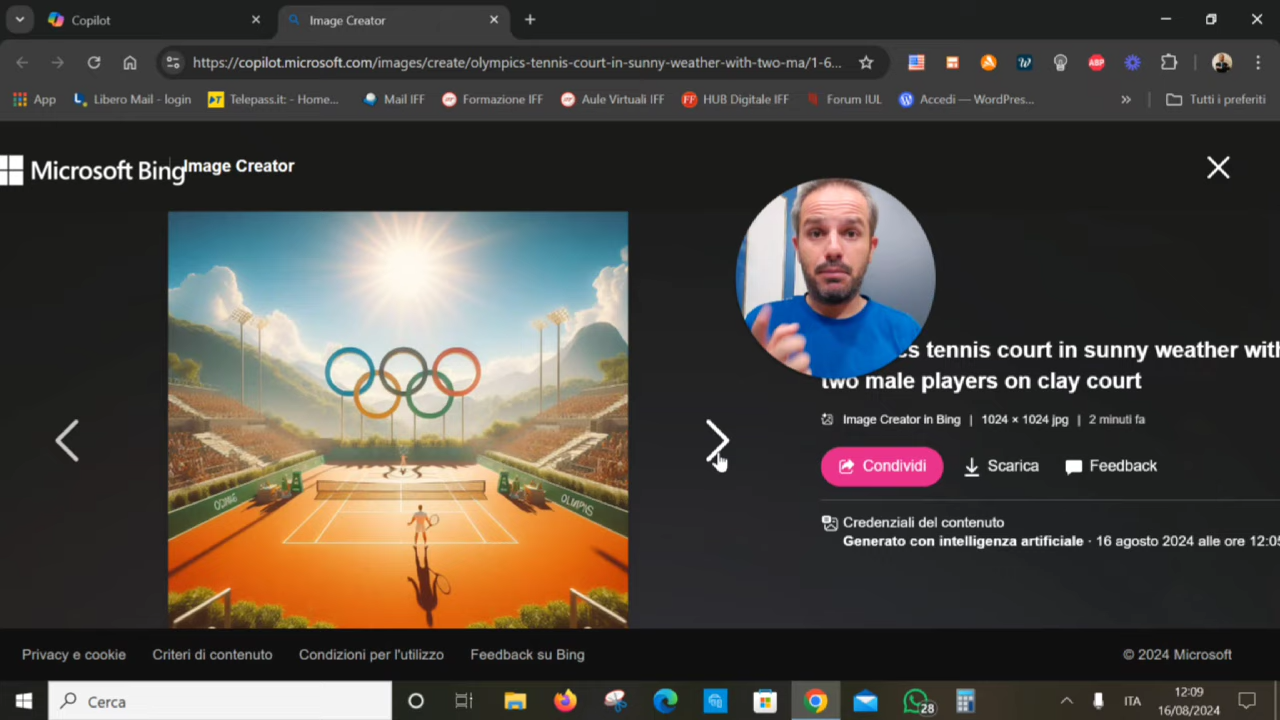 Copilot
Image Creator
https://copilot.microsoft.com/images/create/olympics-tennis-court-in-sunny-weather-with-two-ma/1-6...
App
Libero Mail - login
Telepass.it: - Home...
Mail IFF
Formazione IFF
Aule Virtuali IFF
HUB Digitale IFF
Forum IUL
Accedi — WordPres...
Tutti i preferiti
Microsoft Bing
Image Creator
tennis court in sunny weather with
two male players on clay court
Image Creator in Bing | 1024 × 1024 jpg | 2 minuti fa
Condividi
Scarica
Feedback
Credenziali del contenuto
Generato con intelligenza artificiale · 16 agosto 2024 alle ore 12:05
Privacy e cookie
Criteri di contenuto
Condizioni per l'utilizzo
Feedback su Bing
© 2024 Microsoft
Cerca
28
ITA
12:09
16/08/2024